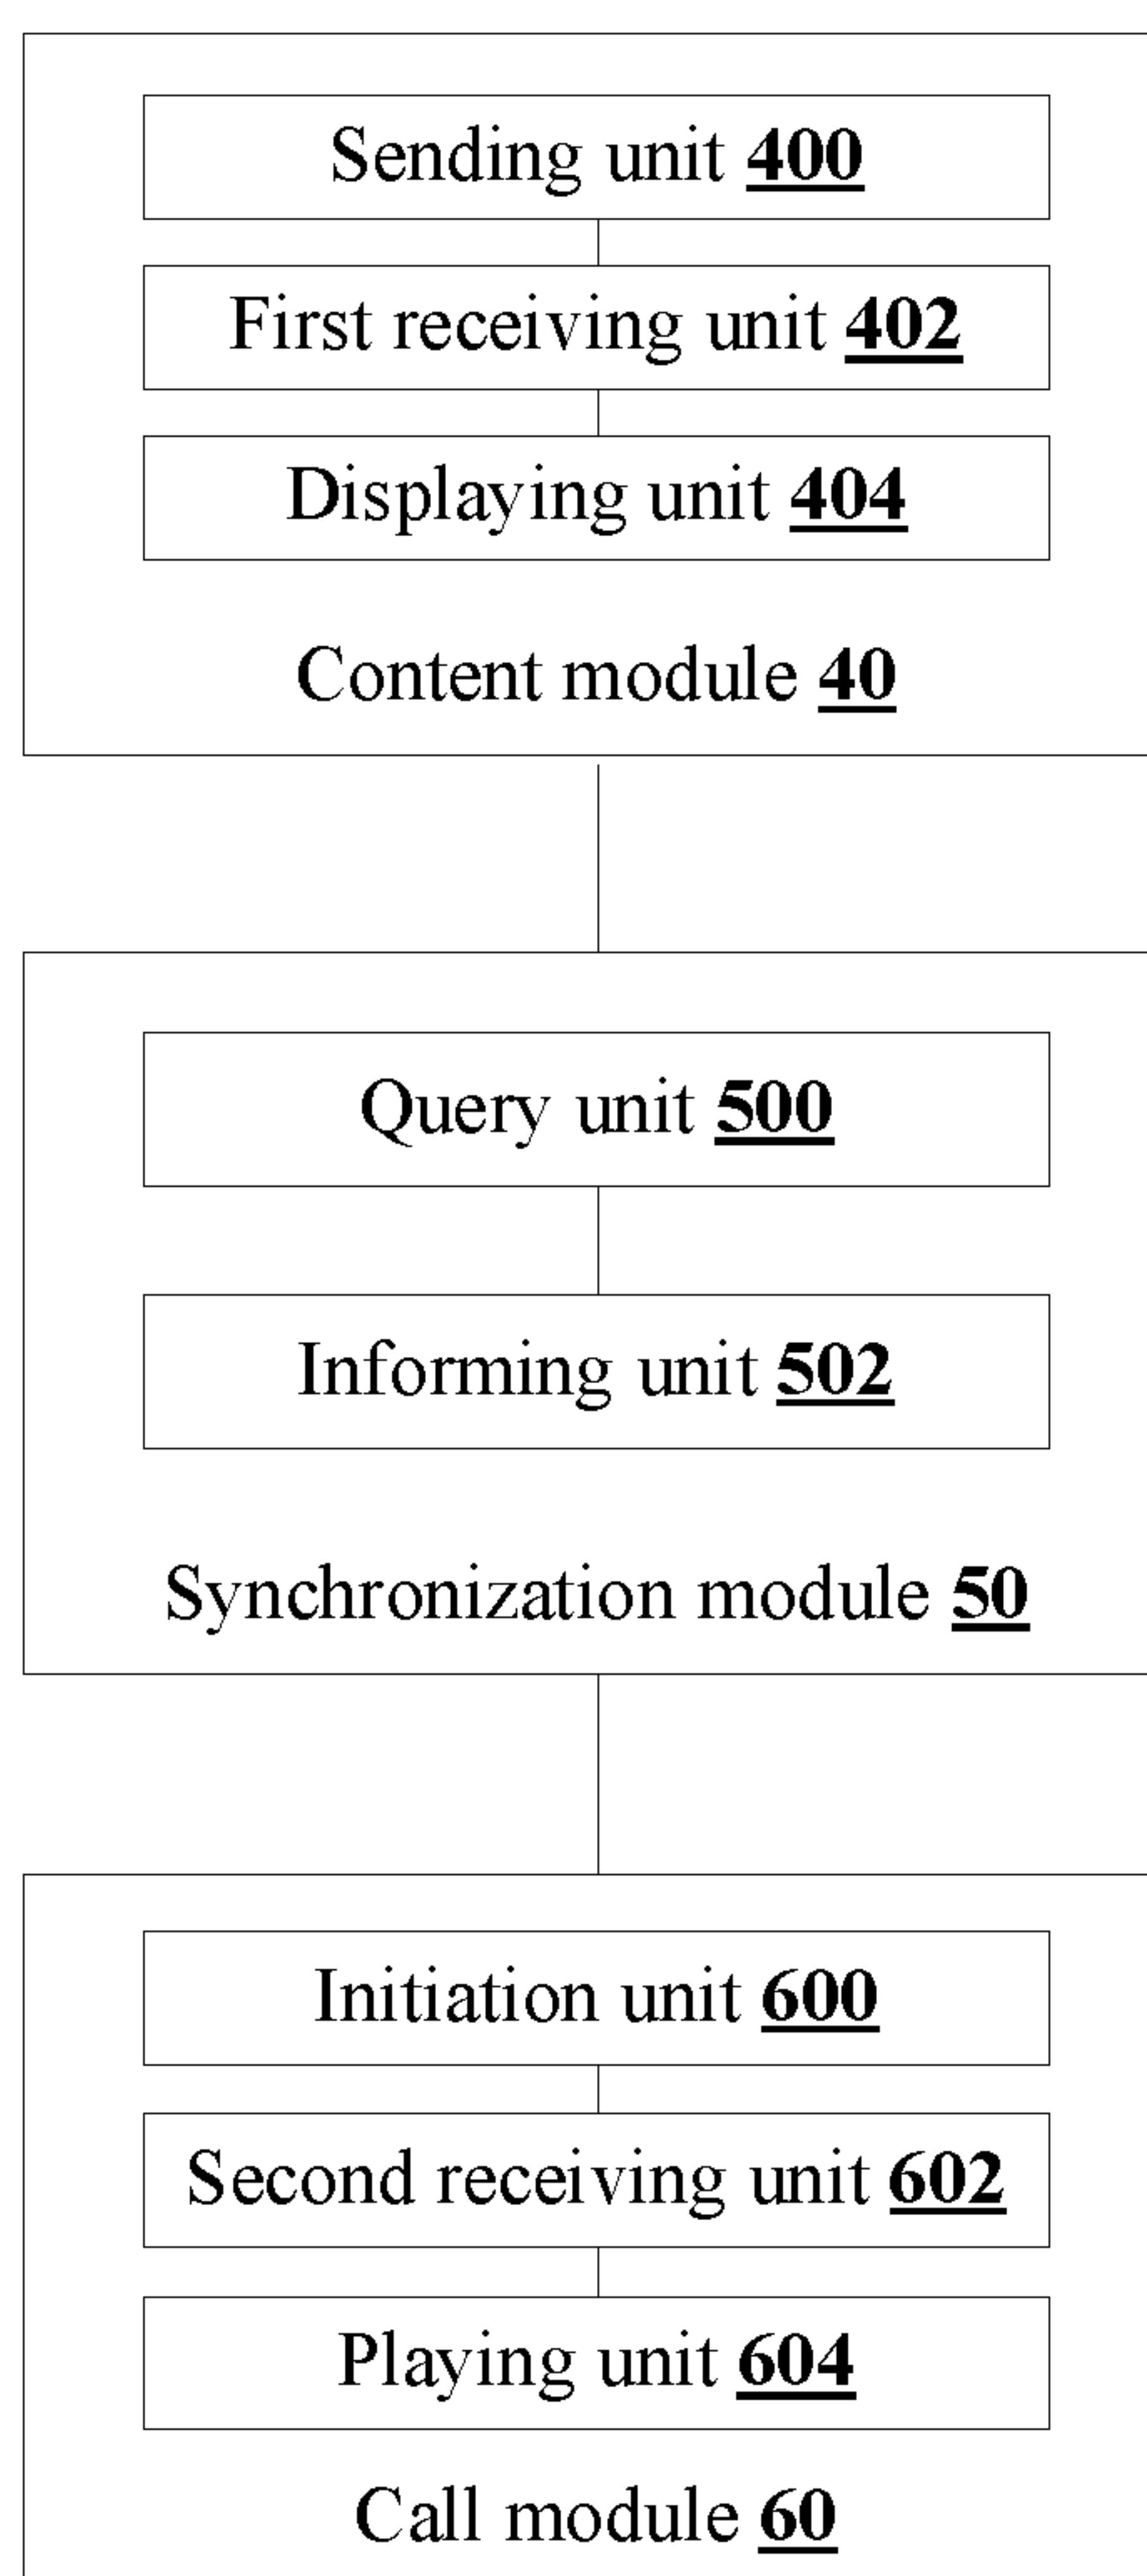 Sending unit 400
First receiving unit 402
Displaying unit 404
Content module 40
Query unit 500
Informing unit 502
Synchronization module 50
Initiation unit 600
Second receiving unit 602
Playing unit 604
Call module 60